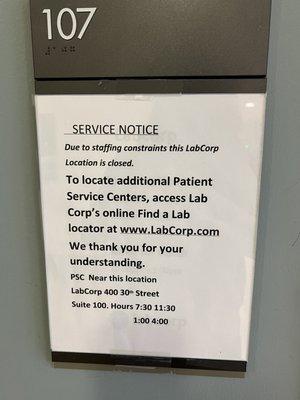 107
SERVICE NOTICE
Due to staffing constraints this LabCorp
Location is closed.
To locate additional Patient
Service Centers, access Lab
Corp's online Find a Lab
locator at www.LabCorp.com
We thank you for your
understanding.
PSC Near this location
LabCorp 400 30th Street
Suite 100. Hours 7:30 11:30
1:00 4:00